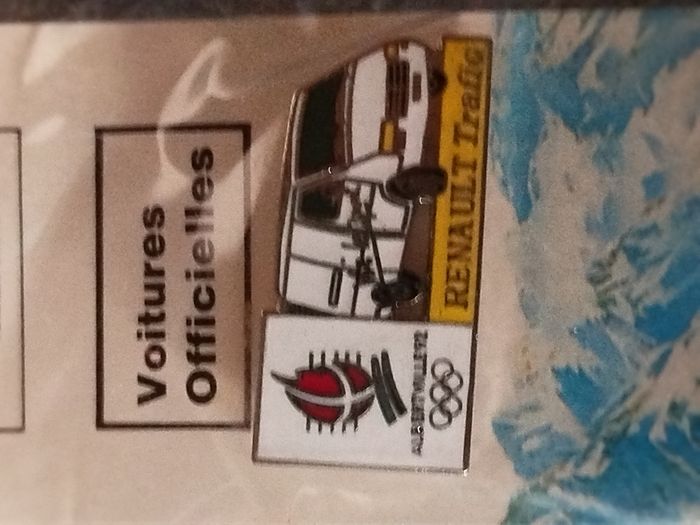 Voitures
Officielles
RENAULT Trafic
ALBERTVILLE 92